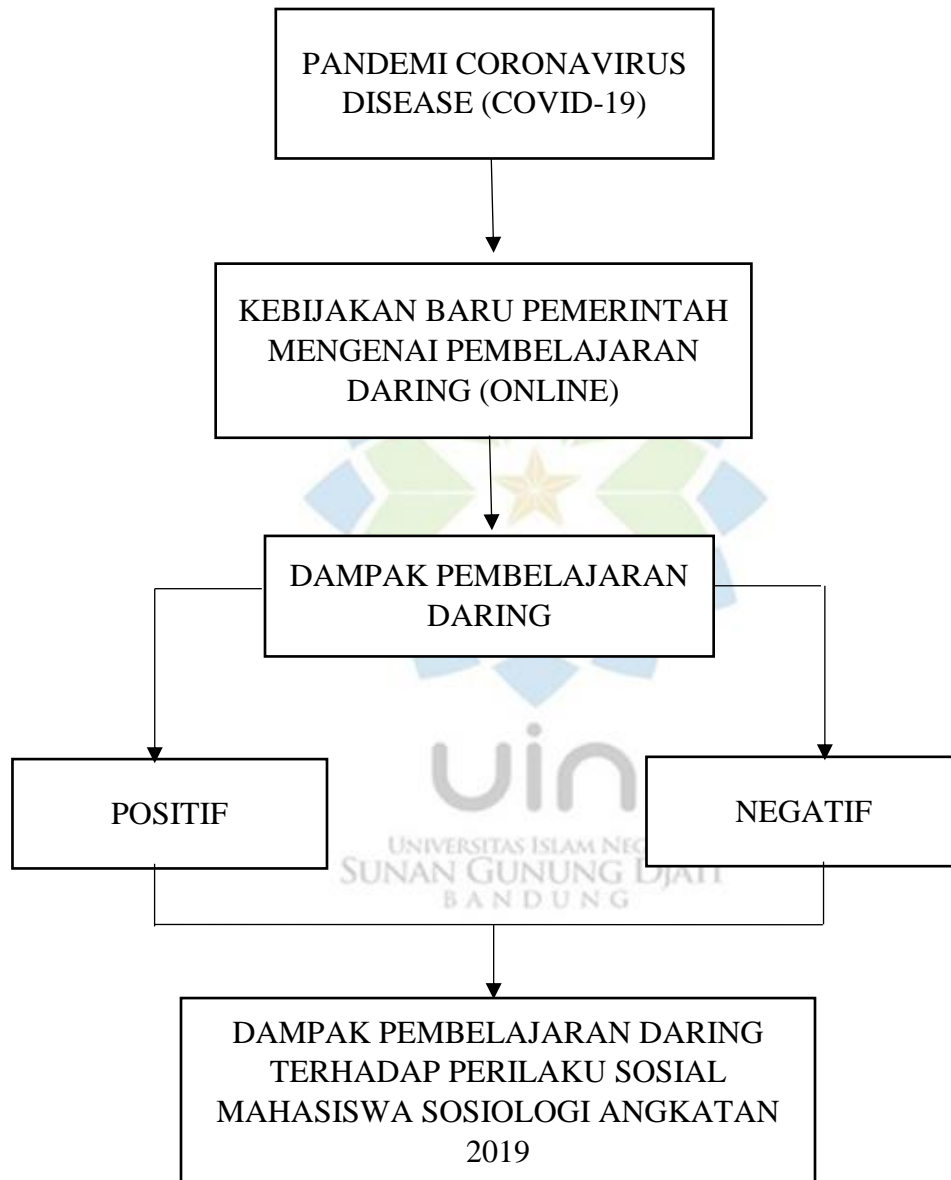 PANDEMI CORONAVIRUS
DISEASE (COVID-19)
KEBIJAKAN BARU PEMERINTAH
MENGENAI PEMBELAJARAN
DARING (ONLINE)
DAMPAK PEMBELAJARAN
DARING
POSITIF
NEGATIF
uin
UNIVERSITAS ISLAM
SUNAN GUNUNG DJATI
BANDUNG
DAMPAK PEMBELAJARAN DARING
TERHADAP PERILAKU SOSIAL
MAHASISWA SOSIOLOGI ANGKATAN
2019